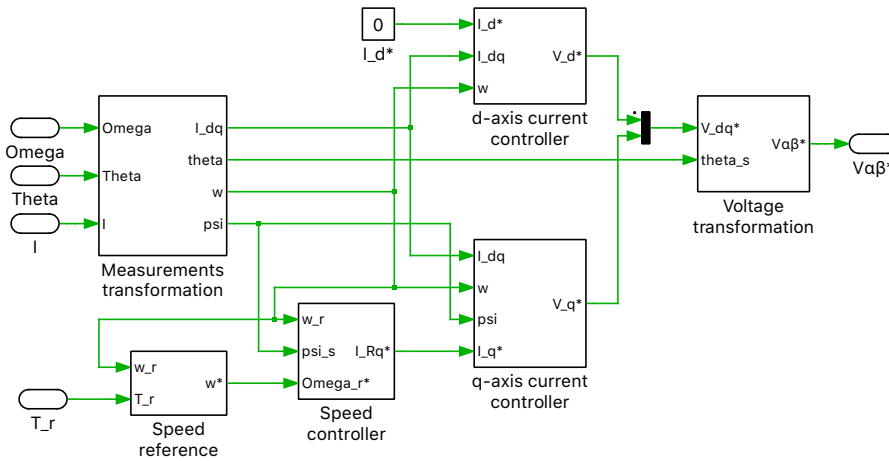 0
I_d*
I_d*
I_dq
w
V_d*
d-axis current
controller
Omega
Theta
I
Omega
Theta
I
I_dq
theta
w
psi
Measurements
transformation
V_dq*
theta_s
Vαβ*
Voltage
transformation
Vαβ*
I_dq
w
psi
I_q*
V_q*
q-axis current
controller
w_r
psi_s
Omega_r*
I_Rq*
Speed
controller
w_r
T_r
w*
Speed
reference
T_r